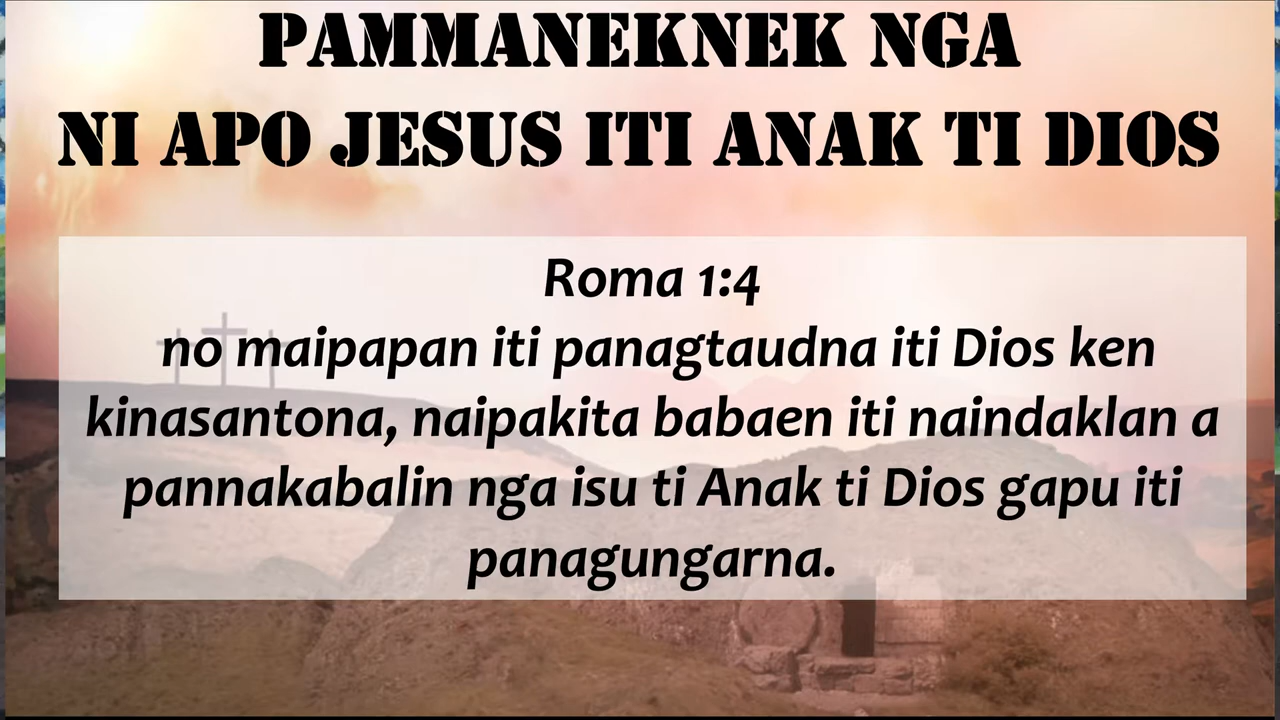 PAMMANEKNEK NGA
NI APO JESUS ITI ANAK TI DIOS
Roma 1:4
no maipapan iti panagtaudna iti Dios ken
kinasantona, naipakita babaen iti naindaklan a
pannakabalin nga isu ti Anak ti Dios gapu iti
panagungarna.